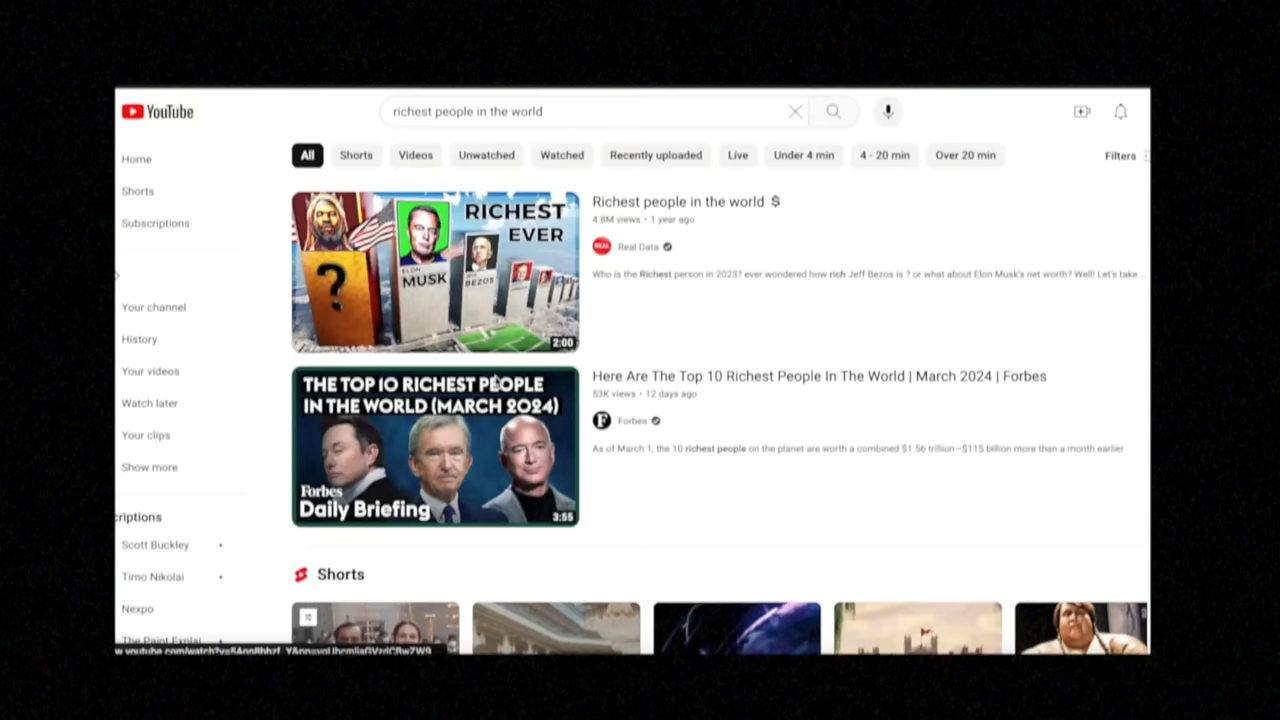 YouTube
richest people in the world
Home
Shorts
Subscriptions
Your channel
History
Your videos
Watch later
Your clips
Show more
criptions
Scott Buckley
Timo Nikolai
Nexpo
The Paint Explai
All Shorts Videos Unwatched Watched Recently uploaded Live Under 4 min 4 - 20 min Over 20 min Filters
RICHEST
EVER
?
ELON
MUSK
BEZOS
2:00
Richest people in the world $
4.8M views • 1 year ago
REAL Real Data
Who is the Richest person in 2023? ever wondered how rich Jeff Bezos is ? or what about Elon Musk's net worth? Well! Let's take ...
THE TOP 10 RICHEST PEOPLE
IN THE WORLD (MARCH 2024)
Forbes
Daily Briefing
3:55
Here Are The Top 10 Richest People In The World | March 2024 | Forbes
53K views • 12 days ago
F Forbes
As of March 1, the 10 richest people on the planet are worth a combined $1.56 trillion—$115 billion more than a month earlier.
Shorts